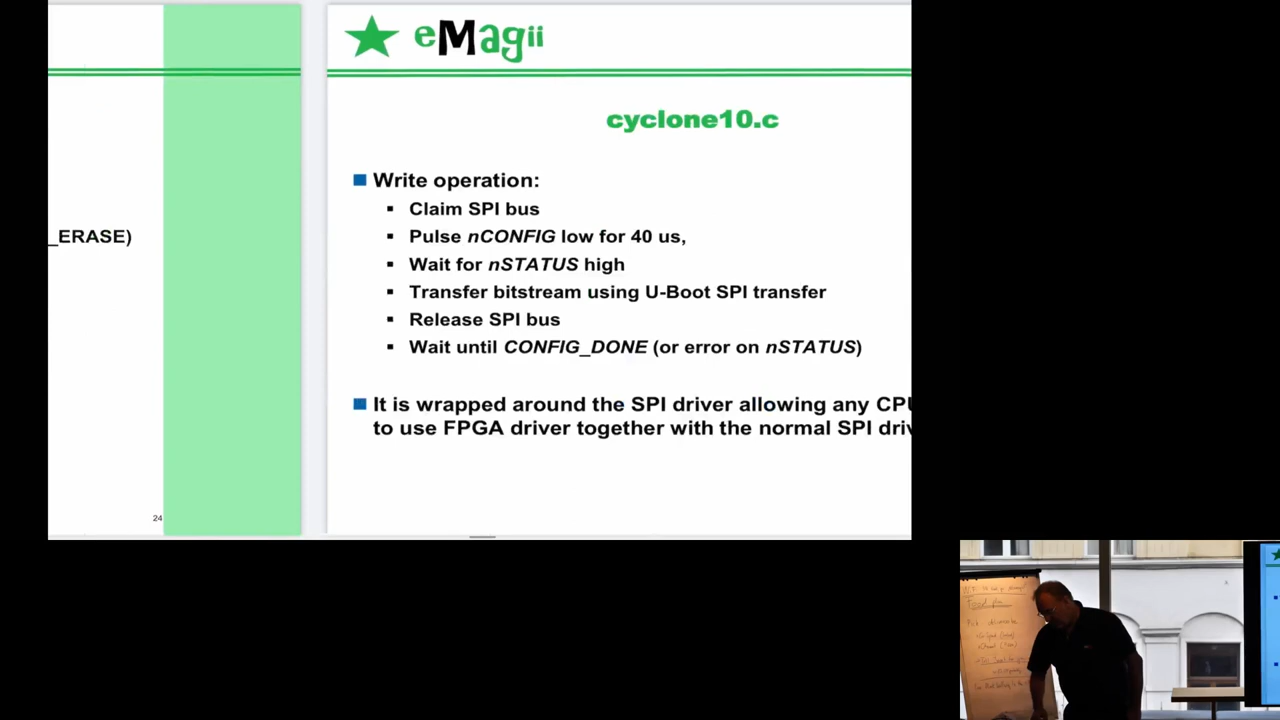 _ERASE)
24
eMagii
cyclone10.c
Write operation:
Claim SPI bus
Pulse nCONFIG low for 40 us,
Wait for nSTATUS high
Transfer bitstream using U-Boot SPI transfer
Release SPI bus
Wait until CONFIG_DONE (or error on nSTATUS)
It is wrapped around the SPI driver allowing any CPU
to use FPGA driver together with the normal SPI driv